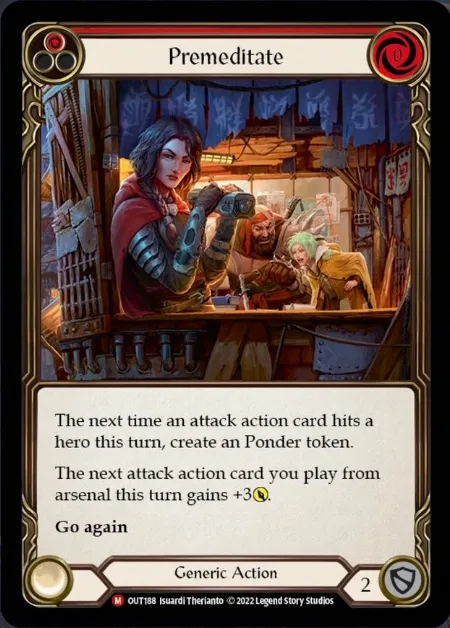 Premeditate
0
The next time an attack action card hits a
hero this turn, create an Ponder token.
The next attack action card you play from
arsenal this turn gains +3.
Go again
Generic Action
2
M OUT188 Isuardi Therianto © 2022 Legend Story Studios